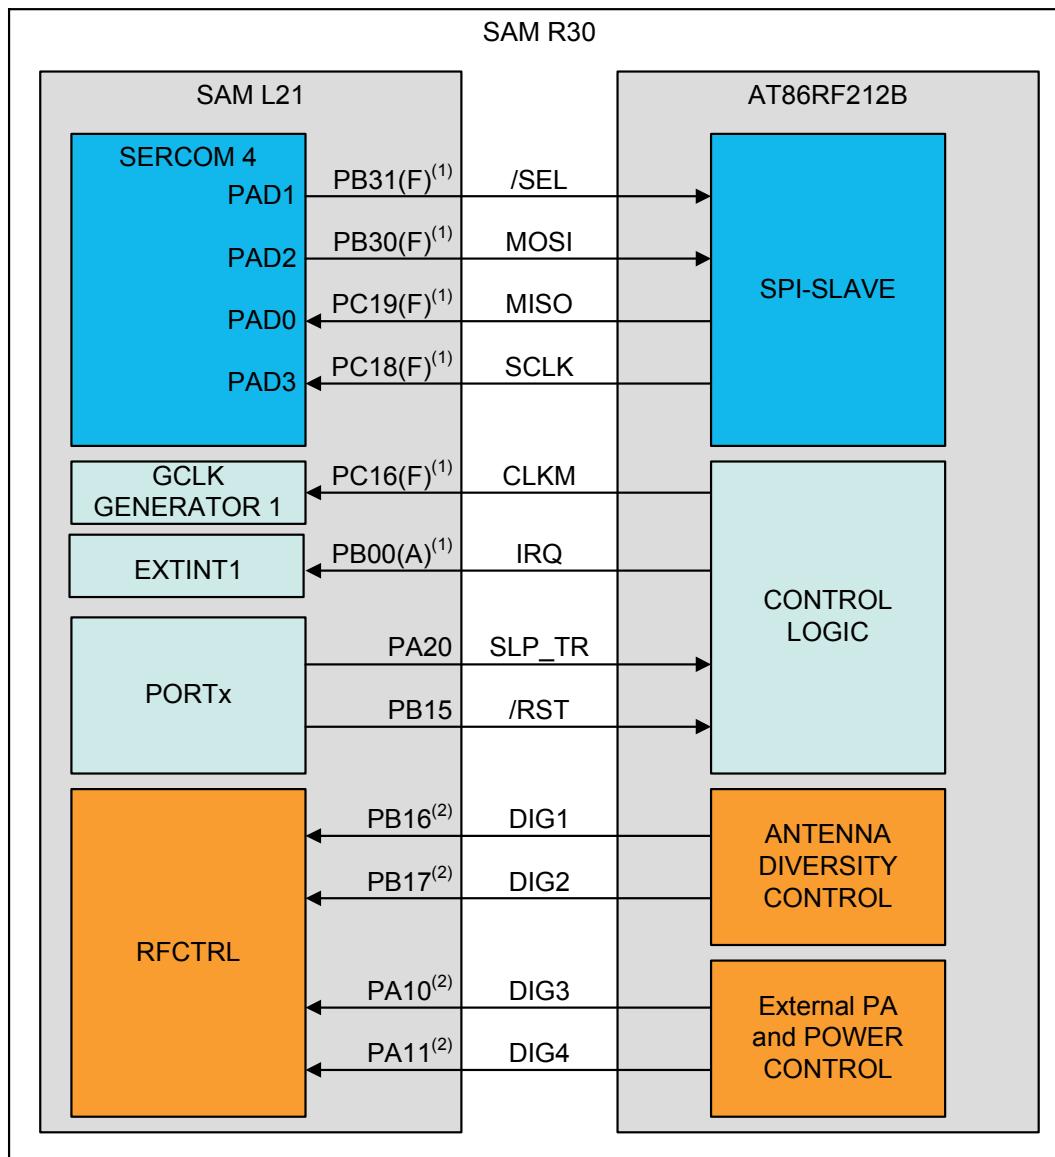 SAM R30
SAM L21
AT86RF212B
SERCOM 4
PAD1
PB31(F)(1)
/SEL
PAD2
PB30(F)(1)
MOSI
PAD0
PC19(F)(1)
MISO
PAD3
PC18(F)(1)
SCLK
SPI-SLAVE
GCLK
GENERATOR 1
PC16(F)(1)
CLKM
EXTINT1
PB00(A)(1)
IRQ
PORTx
PA20
SLP_TR
PB15
/RST
CONTROL
LOGIC
RFCTRL
PB16(2)
DIG1
PB17(2)
DIG2
ANTENNA
DIVERSITY
CONTROL
PA10(2)
DIG3
PA11(2)
DIG4
External PA
and POWER
CONTROL